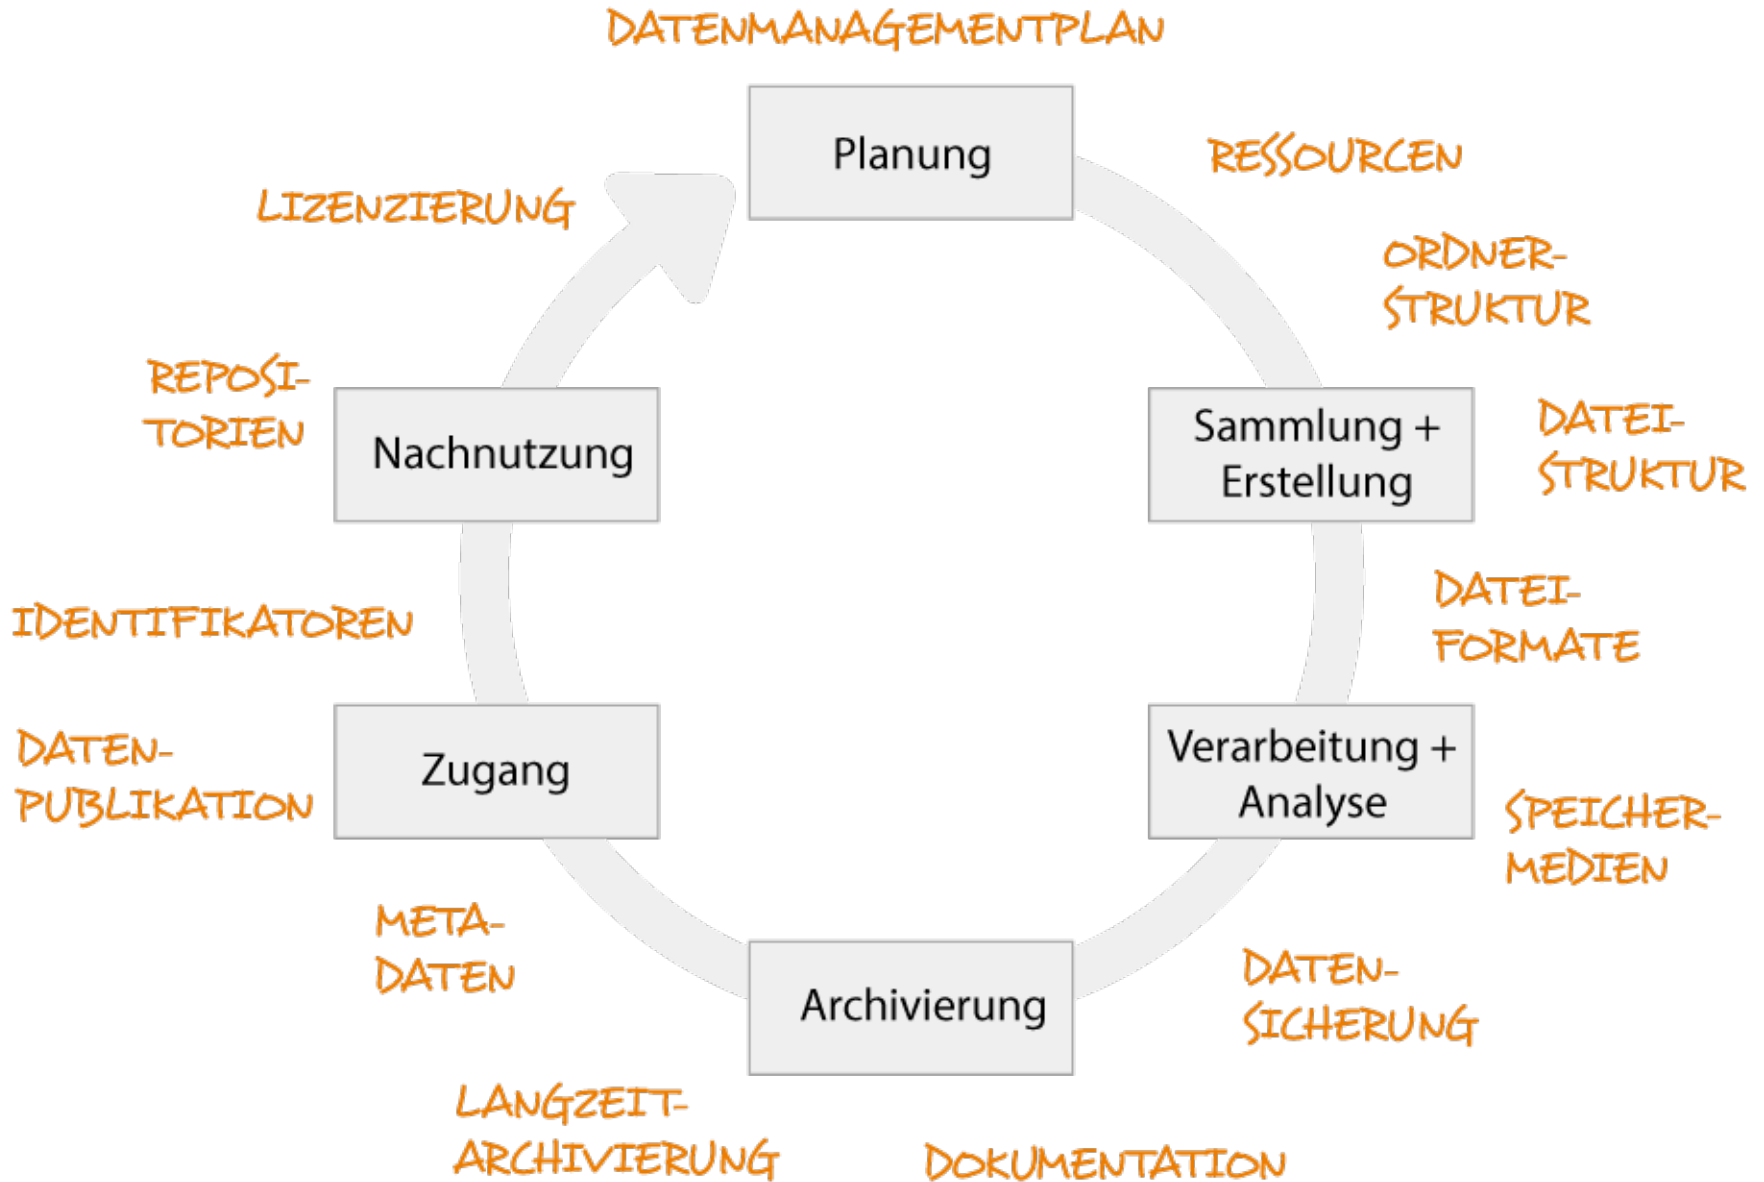 DATENMANAGEMENTPLAN
Planung
RESSOURCEN
LIZENZIERUNG
ORDNER-
STRUKTUR
REPOSI-
TORIEN
Nachnutzung
Sammlung +
Erstellung
DATEI-
STRUKTUR
IDENTIFIKATOREN
DATEI-
FORMATE
DATEN-
PUBLIKATION
Zugang
Verarbeitung +
Analyse
SPEICHER-
MEDIEN
META-
DATEN
Archivierung
DATEN-
SICHERUNG
LANGZEIT-
ARCHIVIERUNG
DOKUMENTATION